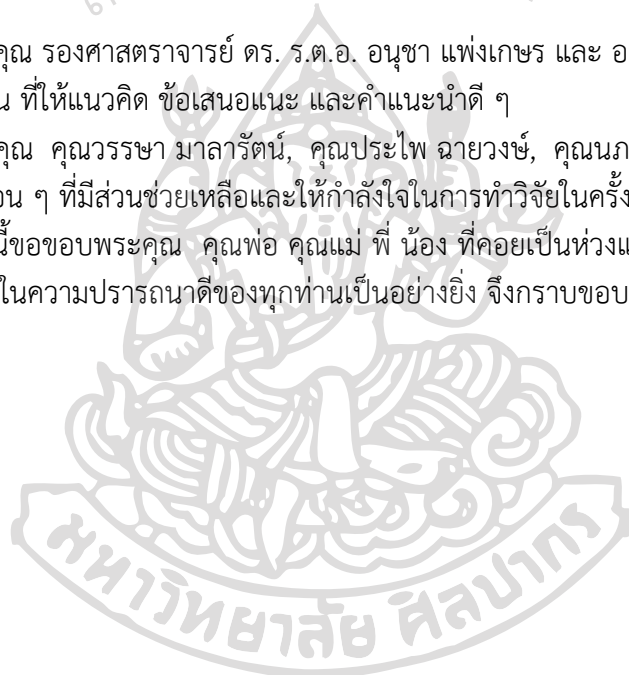 คุณ รองศาสตราจารย์ ดร. ร.ต.อ. อนุชา แพ่งเกษร และ อ
น ที่ให้แนวคิด ข้อเสนอแนะ และคำแนะนำดี ๆ
คุณ คุณวรรษา มาลารัตน์, คุณประไพ ฉายวงษ์, คุณนภ
อน ๆ ที่มีส่วนช่วยเหลือและให้กำลังใจในการทำวิจัยในครั้ง
นี้ขอขอบพระคุณ คุณพ่อ คุณแม่ พี่ น้อง ที่คอยเป็นห่วงแ
ในความปรารถนาดีของทุกท่านเป็นอย่างยิ่ง จึงกราบขอบ
มหาวิทยาลัย ศิลปากร